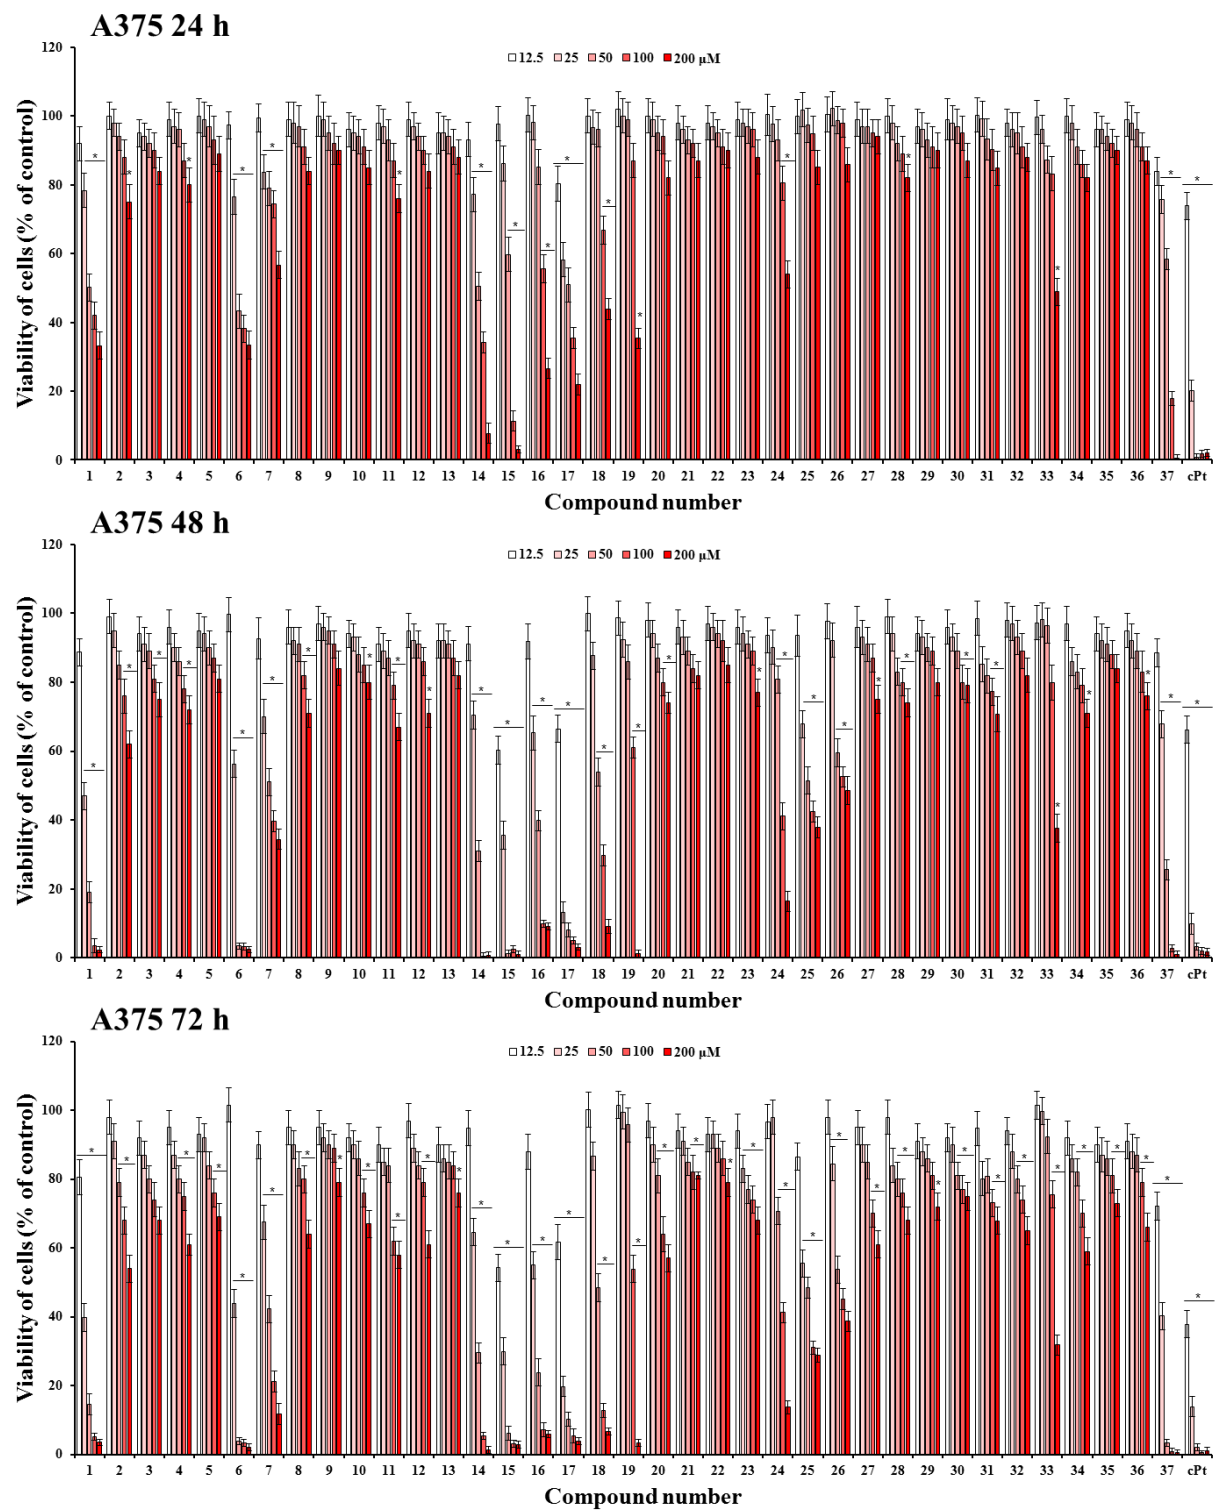 A375 24 h
120
12.5 25 50 100 200 μM
100
80
60
40
20
0
Viability of cells (% of control)
* * * * * * * * * * * * * * * * *
1 2 3 4 5 6 7 8 9 10 11 12 13 14 15 16 17 18 19 20 21 22 23 24 25 26 27 28 29 30 31 32 33 34 35 36 37 cPt
Compound number
A375 48 h
120
12.5 25 50 100 200 μM
100
80
60
40
20
0
Viability of cells (% of control)
1 2 3 4 5 6 7 8 9 10 11 12 13 14 15 16 17 18 19 20 21 22 23 24 25 26 27 28 29 30 31 32 33 34 35 36 37 cPt
Compound number
A375 72 h
120
12.5 25 50 100 200 μM
100
80
60
40
20
0
Viability of cells (% of control)
1 2 3 4 5 6 7 8 9 10 11 12 13 14 15 16 17 18 19 20 21 22 23 24 25 26 27 28 29 30 31 32 33 34 35 36 37 cPt
Compound number